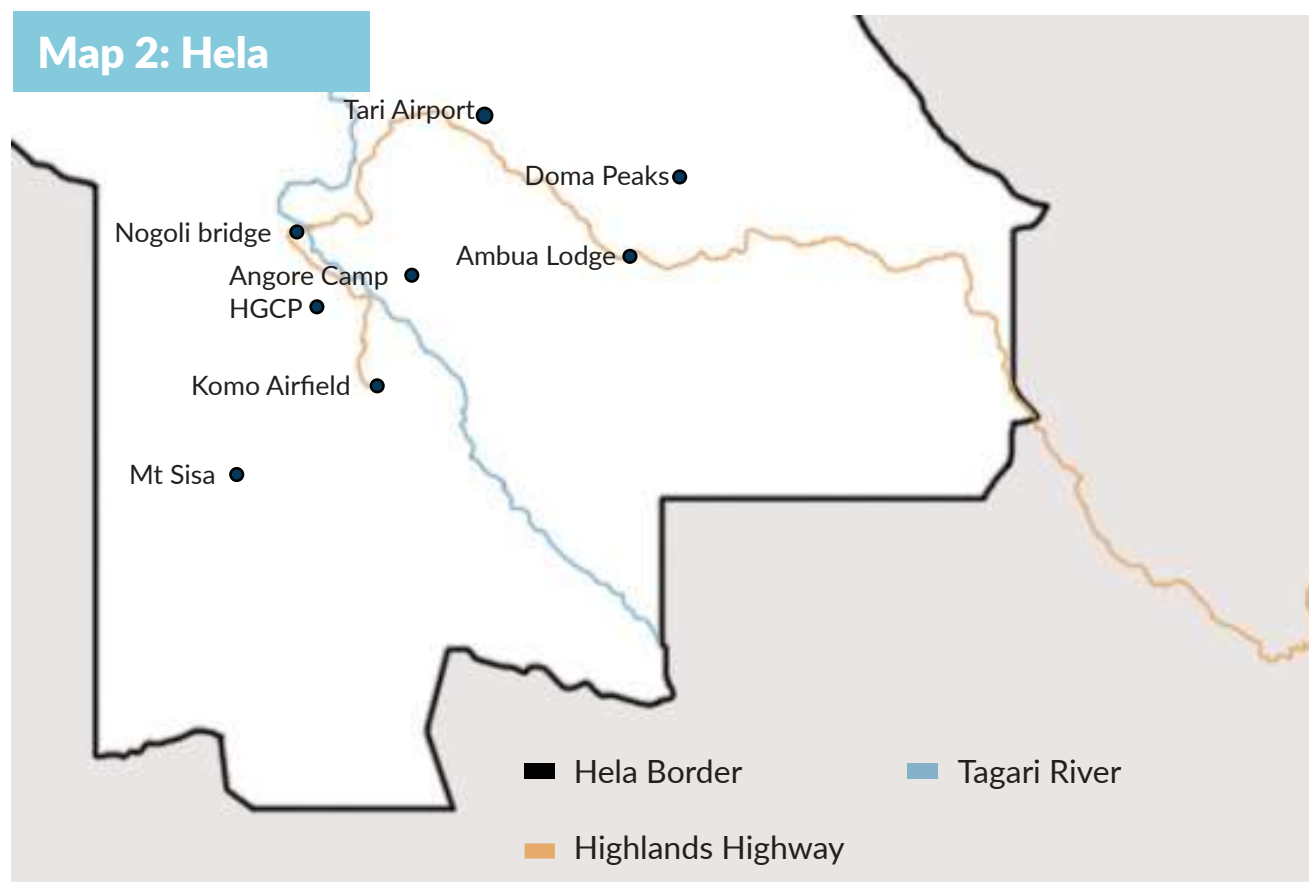 Map 2: Hela
Tari Airport
Doma Peaks
Nogoli bridge
Ambua Lodge
Angore Camp
HGCP
Komo Airfield
Mt Sisa
Hela Border
Tagari River
Highlands Highway